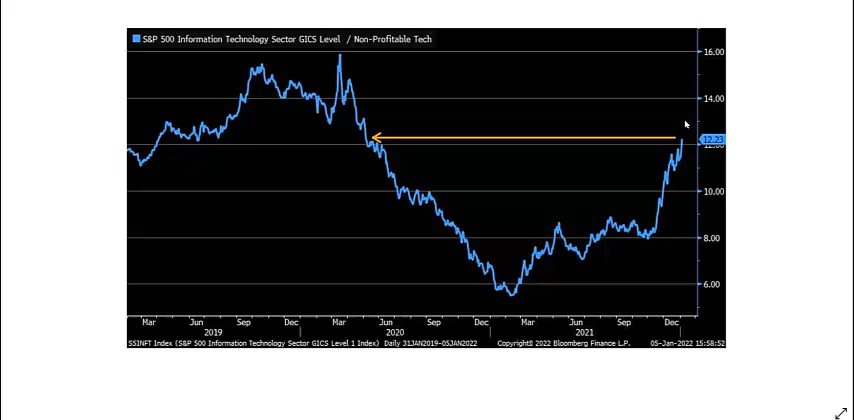 S&P 500 Information Technology Sector GICS Level / Non-Profitable Tech
16.00
14.00
12.23
12.00
10.00
8.00
6.00
Mar Jun Sep Dec Mar Jun Sep Dec Mar Jun Sep Dec
2019 2020 2021
S5INFT Index (S&P 500 Information Technology Sector GICS Level 1 Index) Daily 31JAN2019-05JAN2022 Copyright© 2022 Bloomberg Finance L.P. 05-Jan-2022 15:58:52